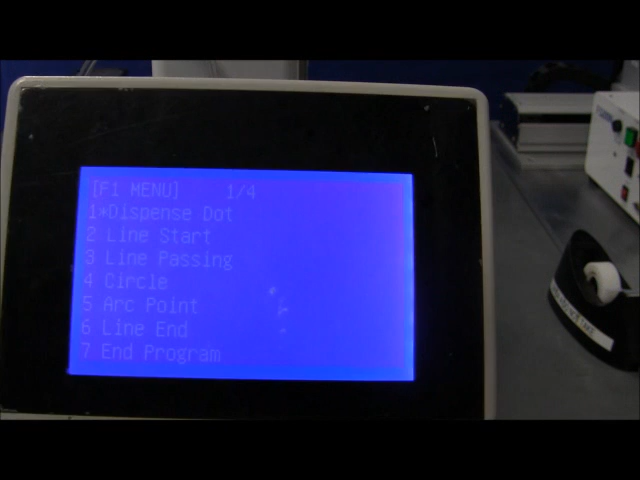 [F1 MENU] 1/4
1*Dispense Dot
2 Line Start
3 Line Passing
4 Circle
5 Arc Point
6 Line End
7 End Program